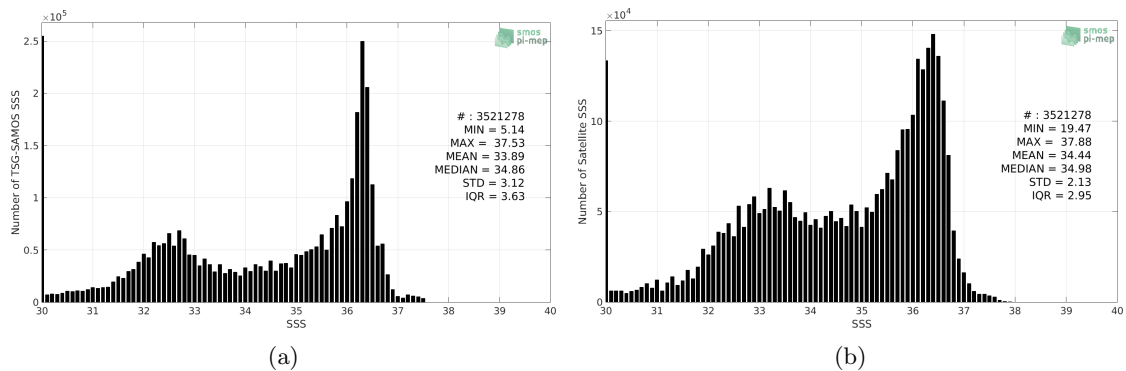 ×10⁵
2.5
2
1.5
1
0.5
0
30 31 32 33 34 35 36 37 38 39 40
SSS
Number of TSG-SAMOS SSS
smos
pi-mep
# : 3521278
MIN = 5.14
MAX = 37.53
MEAN = 33.89
MEDIAN = 34.86
STD = 3.12
IQR = 3.63
(a)
×10⁴
15
10
5
0
30 31 32 33 34 35 36 37 38 39 40
SSS
Number of Satellite SSS
smos
pi-mep
# : 3521278
MIN = 19.47
MAX = 37.88
MEAN = 34.44
MEDIAN = 34.98
STD = 2.13
IQR = 2.95
(b)